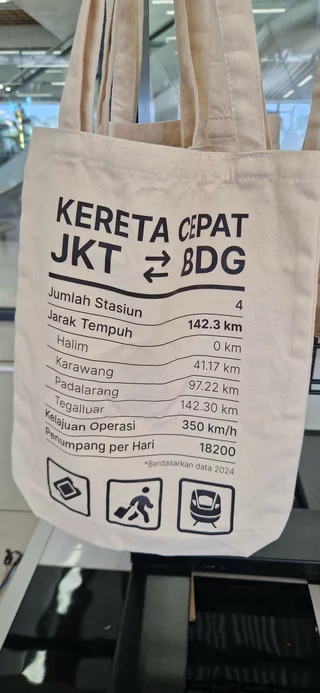 KERETA CEPAT
JKT ⇄ BDG
Jumlah Stasiun 4
Jarak Tempuh 142.3 km
Halim 0 km
Karawang 41.17 km
Padalarang 97.22 km
Tegalluar 142.30 km
Kelajuan Operasi 350 km/h
Penumpang per Hari 18200
*Berdasarkan data 2024